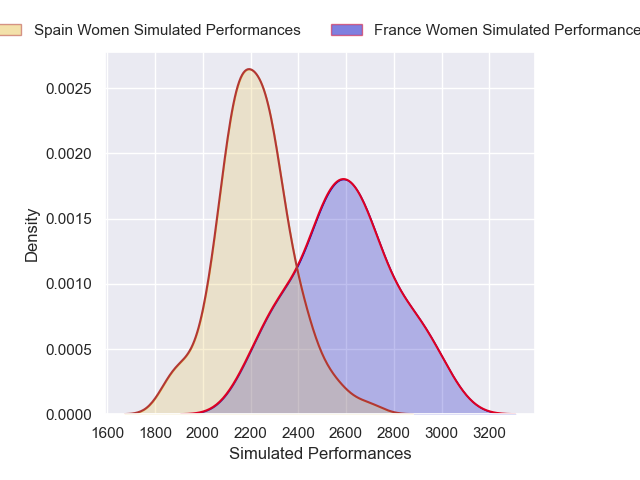 Spain Women Simulated Performances France Women Simulated Performance
0.0025
0.0020
0.0015
0.0010
0.0005
0.0000
Density
1600 1800 2000 2200 2400 2600 2800 3000 3200
Simulated Performances